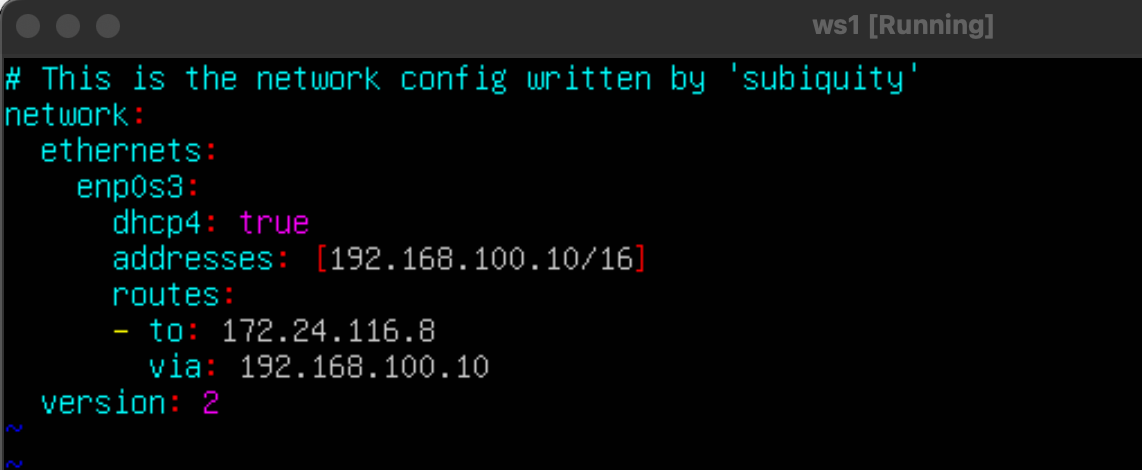 ws1 [Running]
# This is the network config written by 'subiquity'
network:
  ethernets:
    enp0s3:
      dhcp4: true
      addresses: [192.168.100.10/16]
      routes:
      - to: 172.24.116.8
        via: 192.168.100.10
  version: 2
~
~